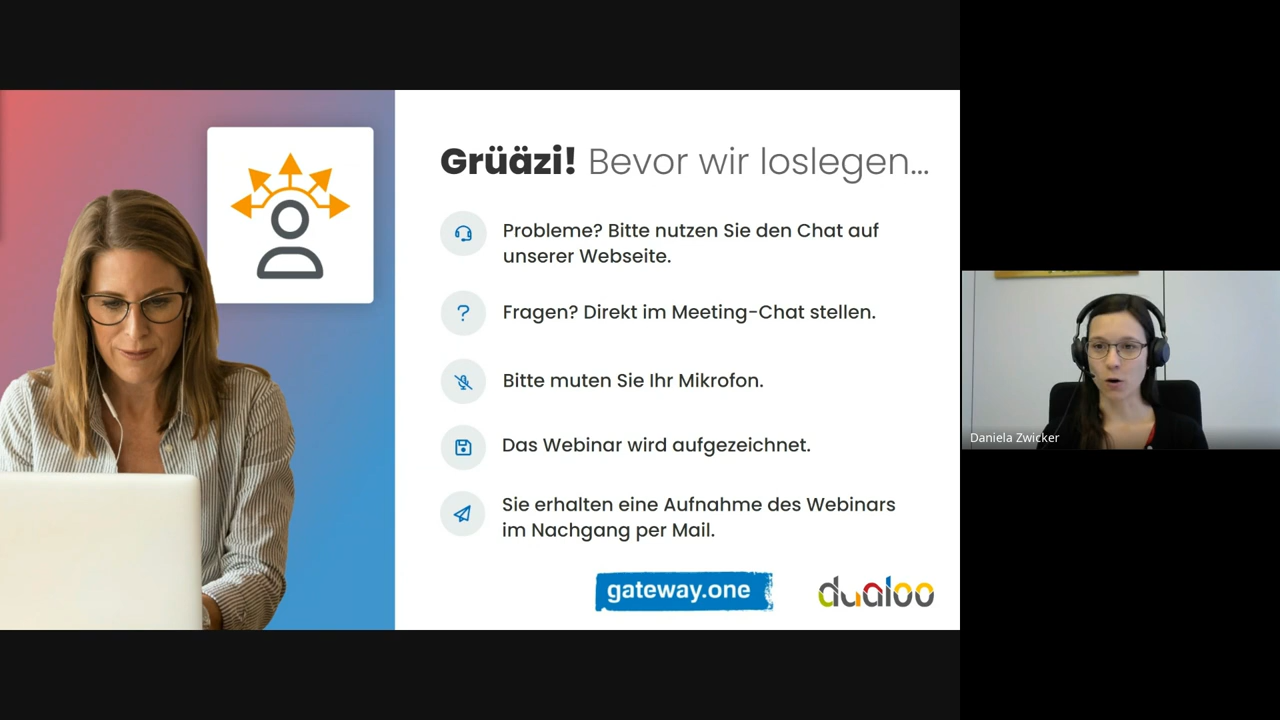 Grüäzi! Bevor wir loslegen...
Probleme? Bitte nutzen Sie den Chat auf
unserer Webseite.
Fragen? Direkt im Meeting-Chat stellen.
Bitte muten Sie Ihr Mikrofon.
Das Webinar wird aufgezeichnet.
Sie erhalten eine Aufnahme des Webinars
im Nachgang per Mail.
gateway.one
dualoo
Daniela Zwicker